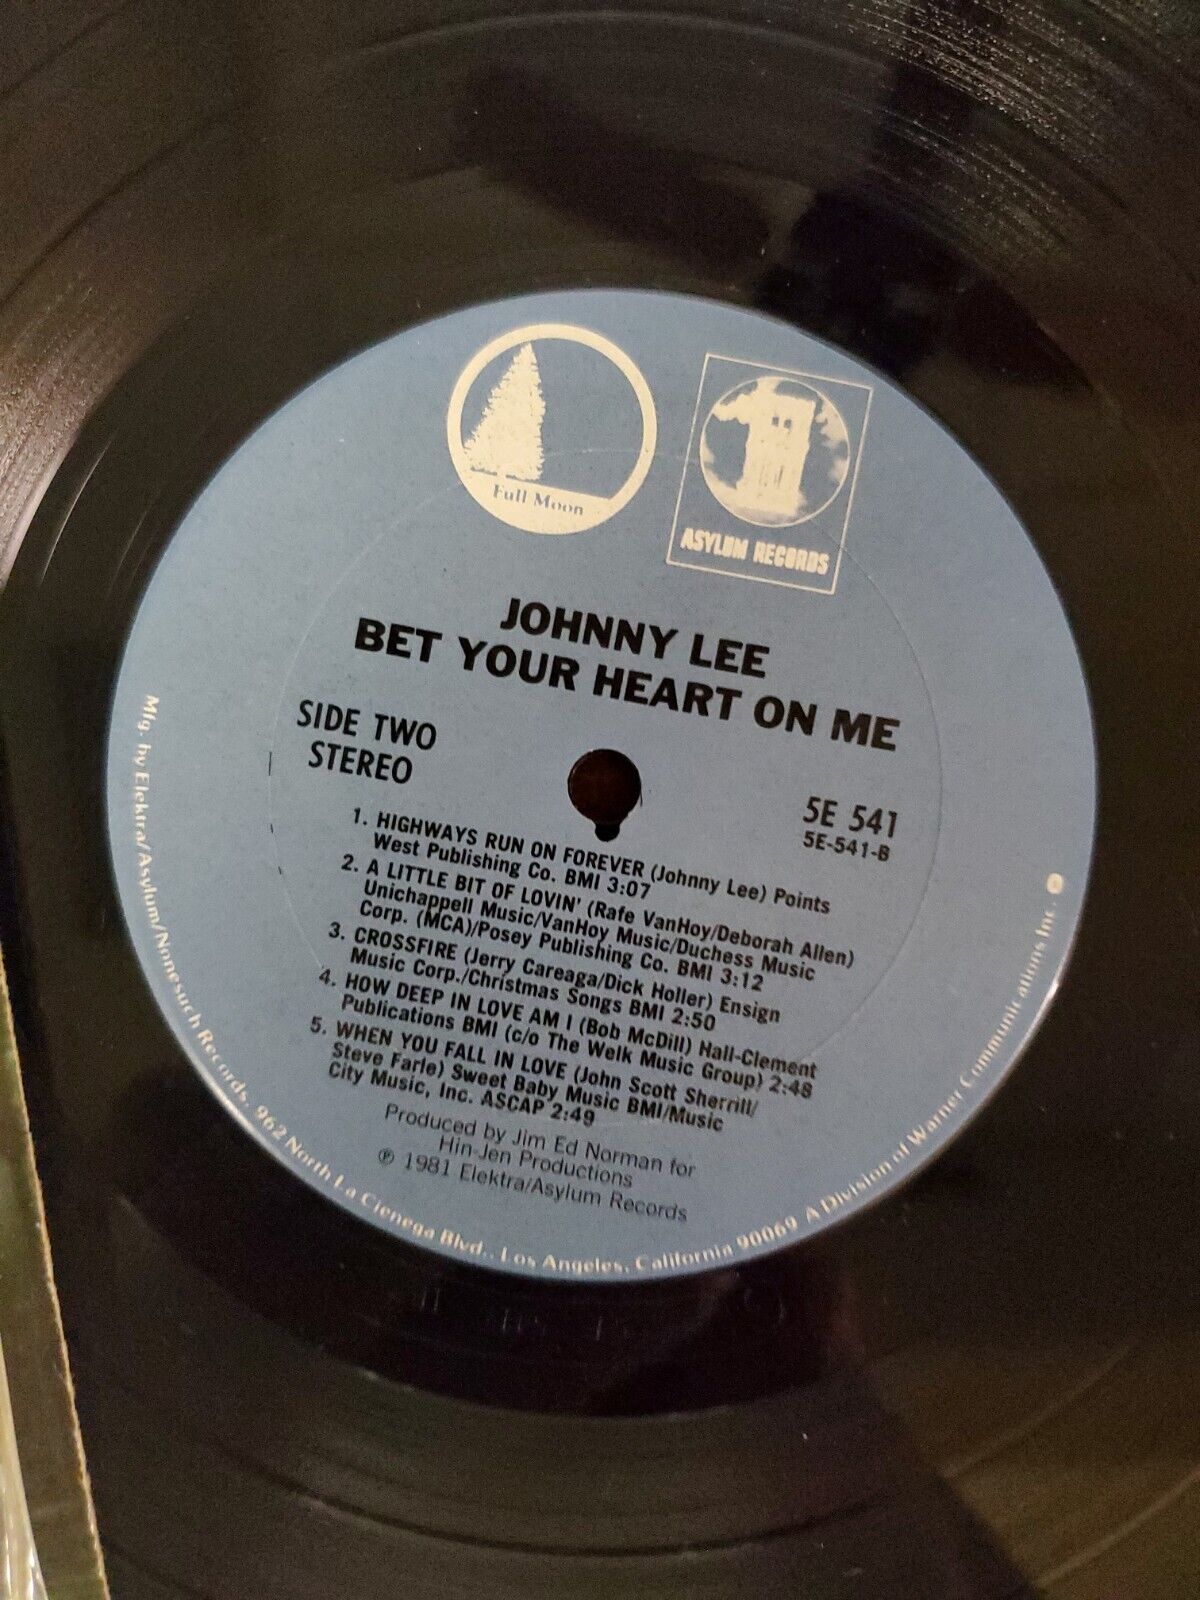 Full Moon
ASYLUM RECORDS
JOHNNY LEE
BET YOUR HEART ON ME
SIDE TWO
STEREO
5E 541
5E-541-B
1. HIGHWAYS RUN ON FOREVER (Johnny Lee) Points
West Publishing Co. BMI 3:07
2. A LITTLE BIT OF LOVIN' (Rafe VanHoy/Deborah Allen)
Unichappell Music/VanHoy Music/Duchess Music
Corp. (MCA)/Posey Publishing Co. BMI 3:12
3. CROSSFIRE (Jerry Careaga/Dick Holler) Ensign
Music Corp./Christmas Songs BMI 2:50
4. HOW DEEP IN LOVE AM I (Bob McDill) Hall-Clement
Publications BMI (c/o The Welk Music Group) 2:48
5. WHEN YOU FALL IN LOVE (John Scott Sherrill/
Steve Farle) Sweet Baby Music BMI/Music
City Music, Inc. ASCAP 2:49
Produced by Jim Ed Norman for
Hin-Jen Productions
℗ 1981 Elektra/Asylum Records
Mfg. by Elektra/Asylum/Nonesuch Records, 962 North La Cienega Blvd., Los Angeles, California 90069 A Division of Warner Communications Inc.